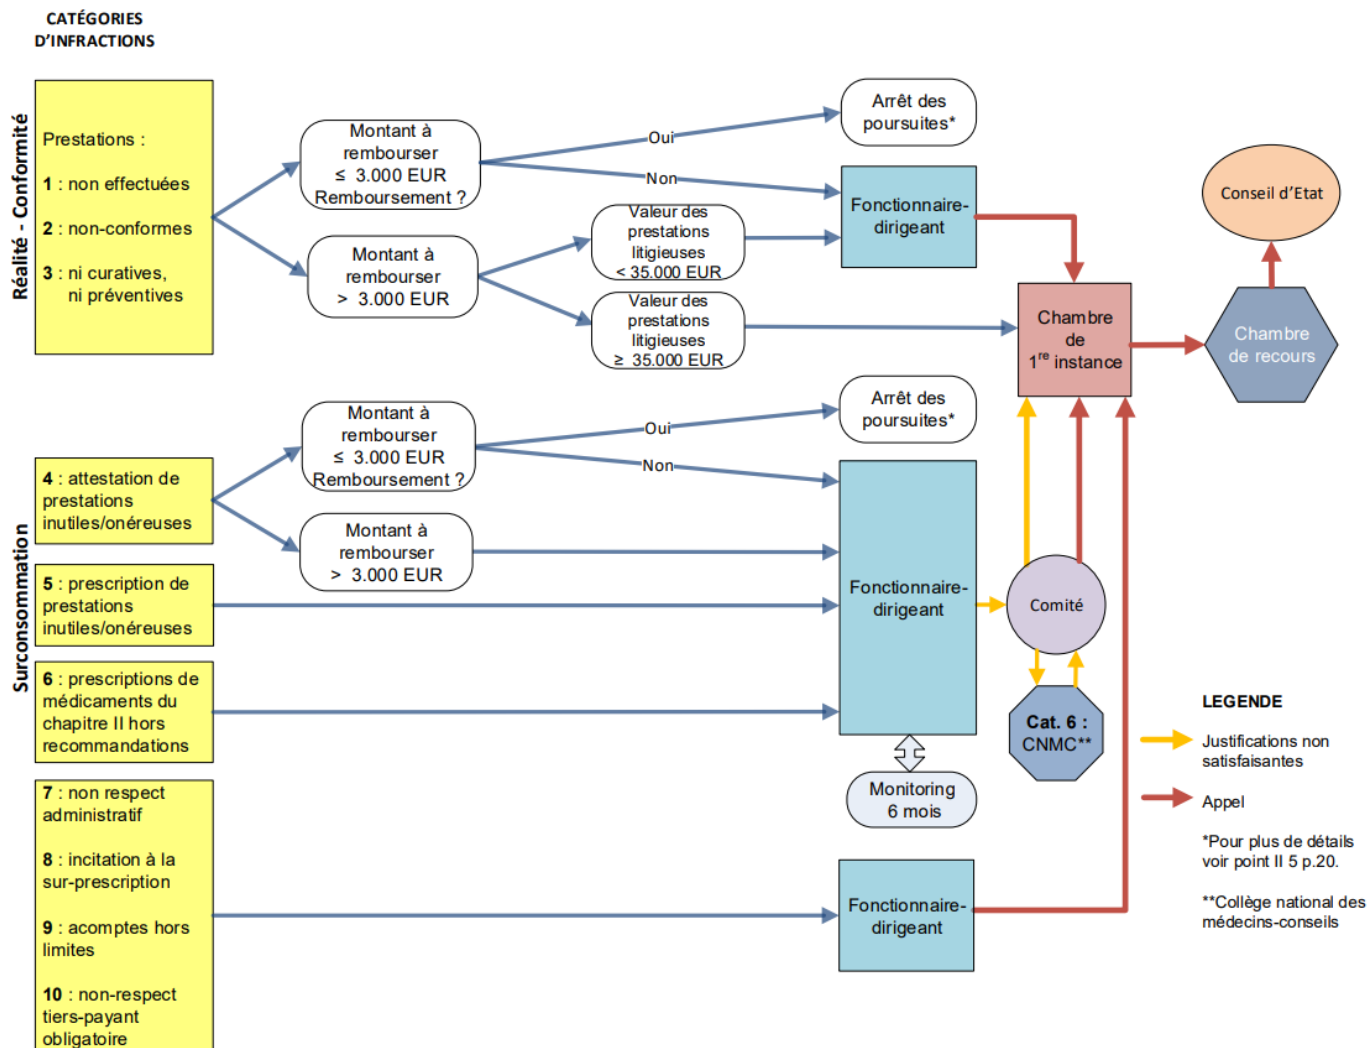 CATÉGORIES
D'INFRACTIONS
Réalité - Conformité
Prestations :
1 : non effectuées
2 : non-conformes
3 : ni curatives,
ni préventives
Montant à
rembourser
≤ 3.000 EUR
Remboursement ?
Oui
Non
Arrêt des
poursuites*
Montant à
rembourser
> 3.000 EUR
Valeur des
prestations
litigieuses
< 35.000 EUR
Valeur des
prestations
litigieuses
≥ 35.000 EUR
Fonctionnaire-
dirigeant
Chambre
de
1re instance
Conseil d'Etat
Chambre
de recours
Surconsommation
4 : attestation de
prestations
inutiles/onéreuses
Montant à
rembourser
≤ 3.000 EUR
Remboursement ?
Oui
Non
Arrêt des
poursuites*
Montant à
rembourser
> 3.000 EUR
5 : prescription de
prestations
inutiles/onéreuses
6 : prescriptions de
médicaments du
chapitre II hors
recommandations
Fonctionnaire-
dirigeant
Comité
Cat. 6 :
CNMC**
Monitoring
6 mois
7 : non respect
administratif
8 : incitation à la
sur-prescription
9 : acomptes hors
limites
10 : non-respect
tiers-payant
obligatoire
Fonctionnaire-
dirigeant
LEGENDE
Justifications non
satisfaisantes
Appel
*Pour plus de détails
voir point II 5 p.20.
**Collège national des
médecins-conseils